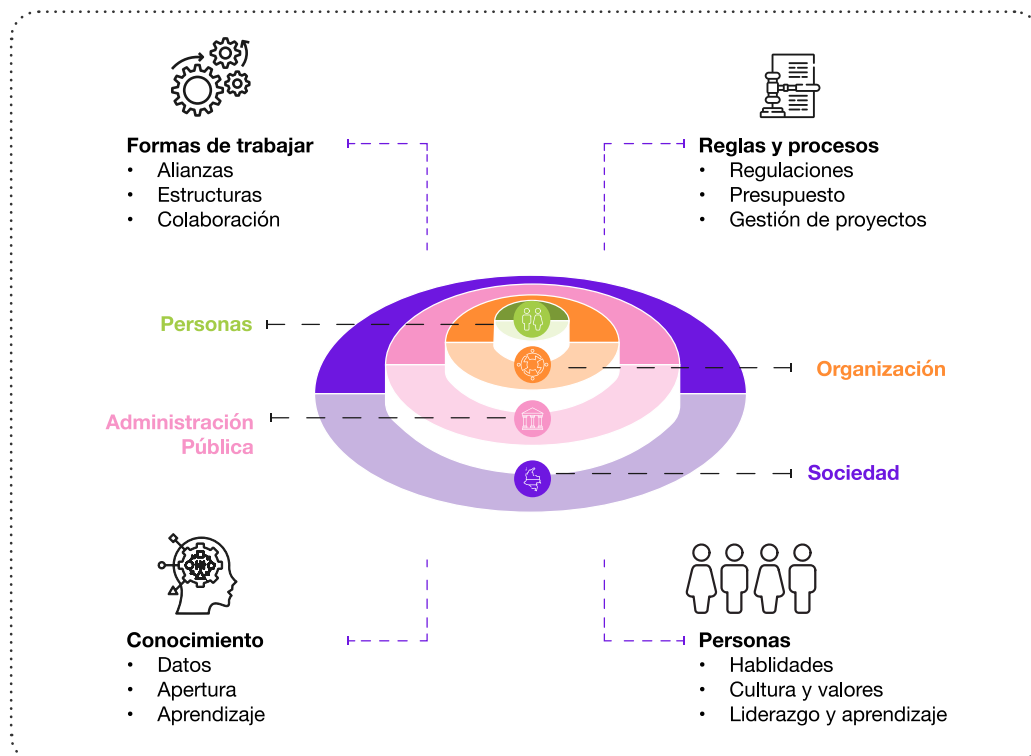 Formas de trabajar
• Alianzas
• Estructuras
• Colaboración
Reglas y procesos
• Regulaciones
• Presupuesto
• Gestión de proyectos
Personas
Organización
Administración
Pública
Sociedad
Conocimiento
• Datos
• Apertura
• Aprendizaje
Personas
• Hablidades
• Cultura y valores
• Liderazgo y aprendizaje